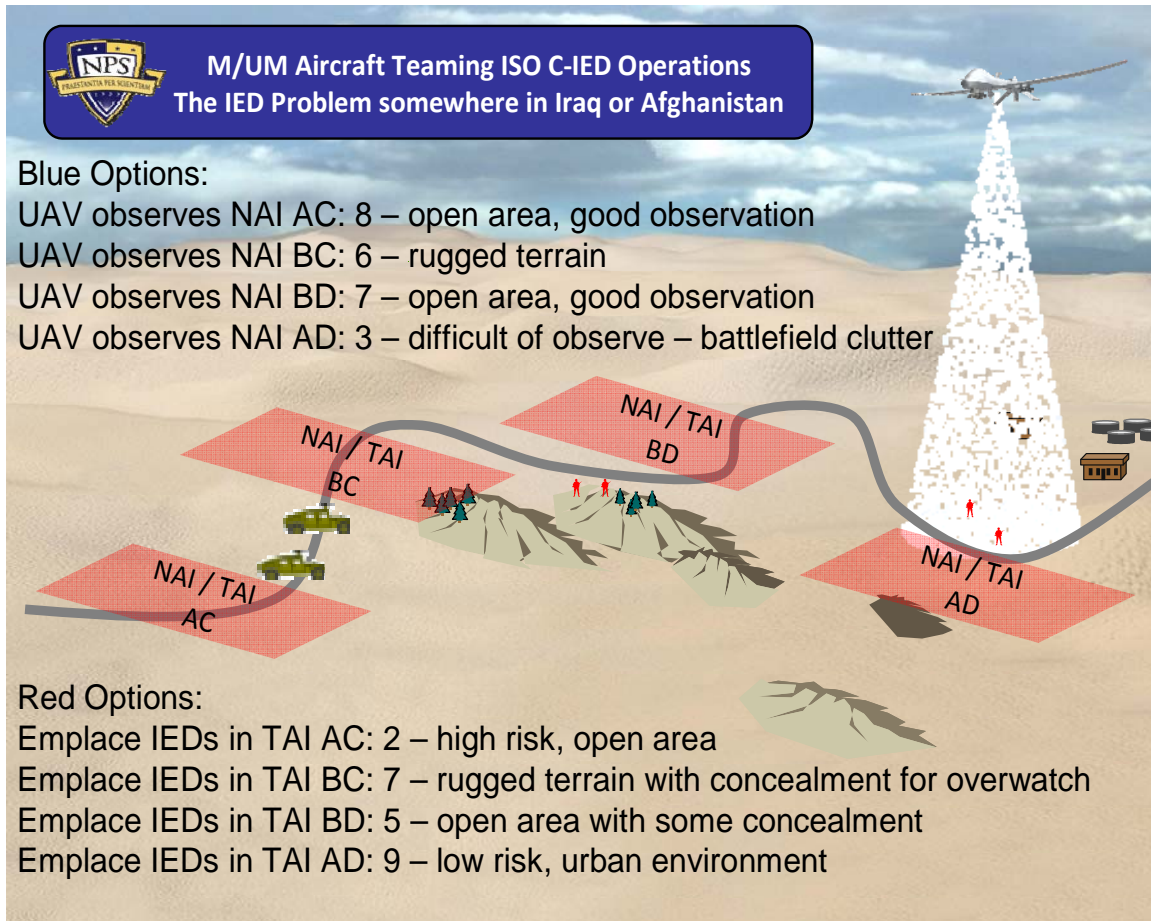 NPS
PRAESTANTIA PER SCIENTIAM
M/UM Aircraft Teaming ISO C-IED Operations
The IED Problem somewhere in Iraq or Afghanistan
Blue Options:
UAV observes NAI AC: 8 – open area, good observation
UAV observes NAI BC: 6 – rugged terrain
UAV observes NAI BD: 7 – open area, good observation
UAV observes NAI AD: 3 – difficult of observe – battlefield clutter
NAI / TAI
BD
NAI / TAI
BC
NAI / TAI
AC
NAI / TAI
AD
Red Options:
Emplace IEDs in TAI AC: 2 – high risk, open area
Emplace IEDs in TAI BC: 7 – rugged terrain with concealment for overwatch
Emplace IEDs in TAI BD: 5 – open area with some concealment
Emplace IEDs in TAI AD: 9 – low risk, urban environment